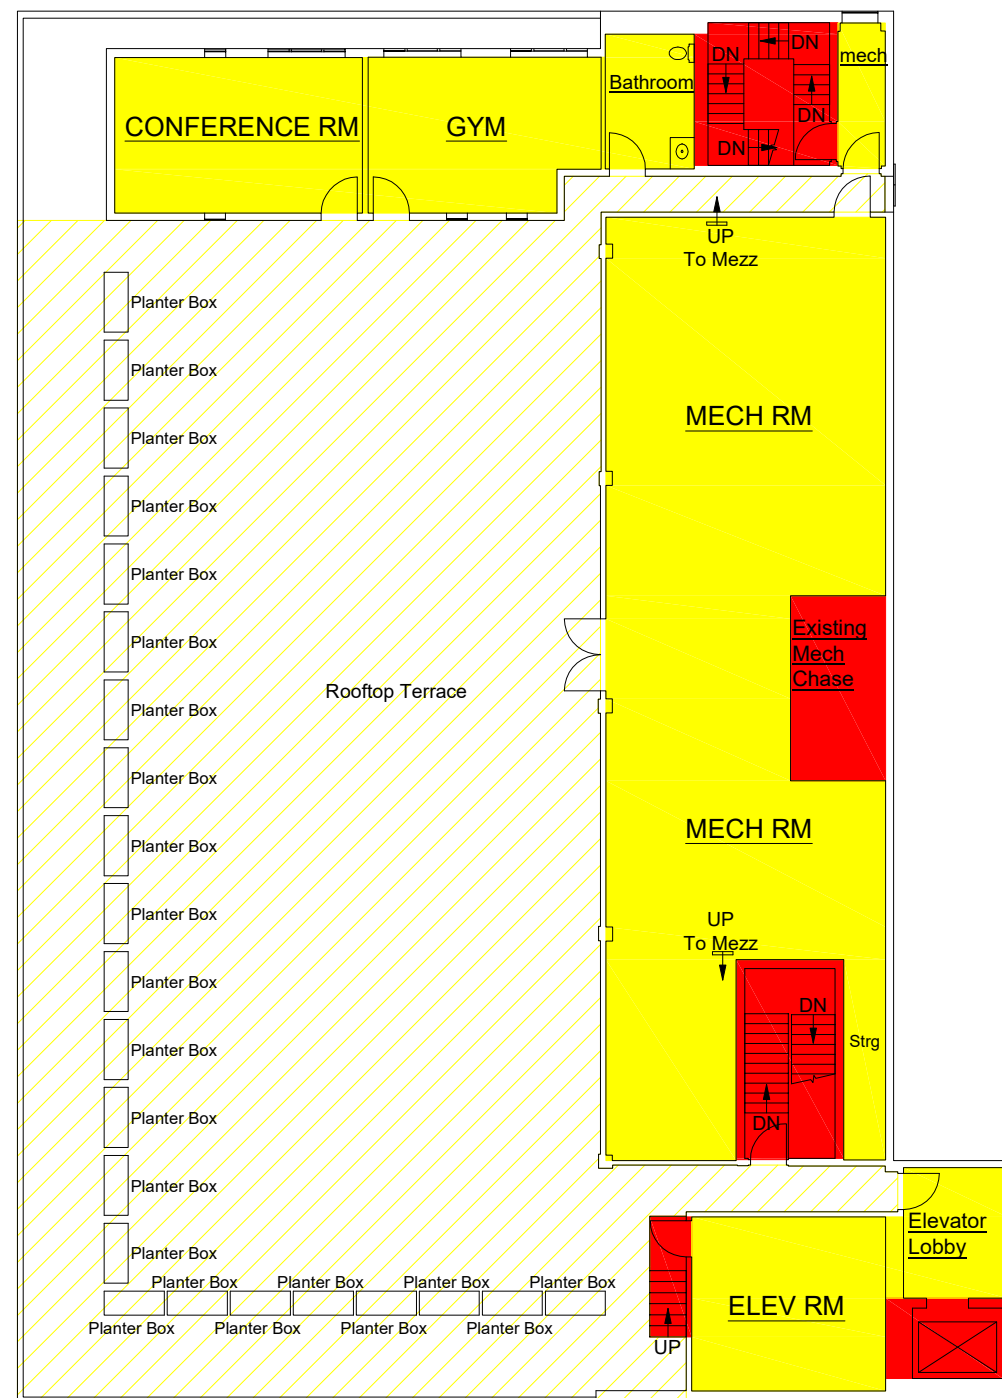 DN
DN
mech
Bathroom
DN
CONFERENCE RM
GYM
DN
UP
To Mezz
Planter Box
Planter Box
MECH RM
Planter Box
Planter Box
Planter Box
Planter Box
Existing
Mech
Chase
Rooftop Terrace
Planter Box
Planter Box
Planter Box
MECH RM
Planter Box
UP
To Mezz
Planter Box
DN
Strg
Planter Box
Planter Box
DN
Planter Box
Planter Box
Elevator
Lobby
Planter Box
Planter Box
Planter Box
Planter Box
Planter Box
ELEV RM
Planter Box
Planter Box
Planter Box
Planter Box
UP